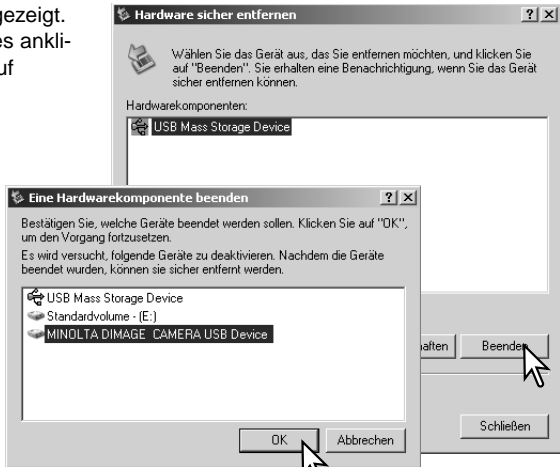 gezeigt.
es ankli-
uf
Hardware sicher entfernen
Wählen Sie das Gerät aus, das Sie entfernen möchten, und klicken Sie
auf "Beenden". Sie erhalten eine Benachrichtigung, wenn Sie das Gerät
sicher entfernen können.
Hardwarekomponenten:
USB Mass Storage Device
Eine Hardwarekomponente beenden
Bestätigen Sie, welche Geräte beendet werden sollen. Klicken Sie auf "OK",
um den Vorgang fortzusetzen.
Es wird versucht, folgende Geräte zu deaktivieren. Nachdem die Geräte
beendet wurden, können sie sicher entfernt werden.
USB Mass Storage Device
Standardvolume - (E:)
MINOLTA DIMAGE CAMERA USB Device
OK
Abbrechen
aften
Beenden
Schließen